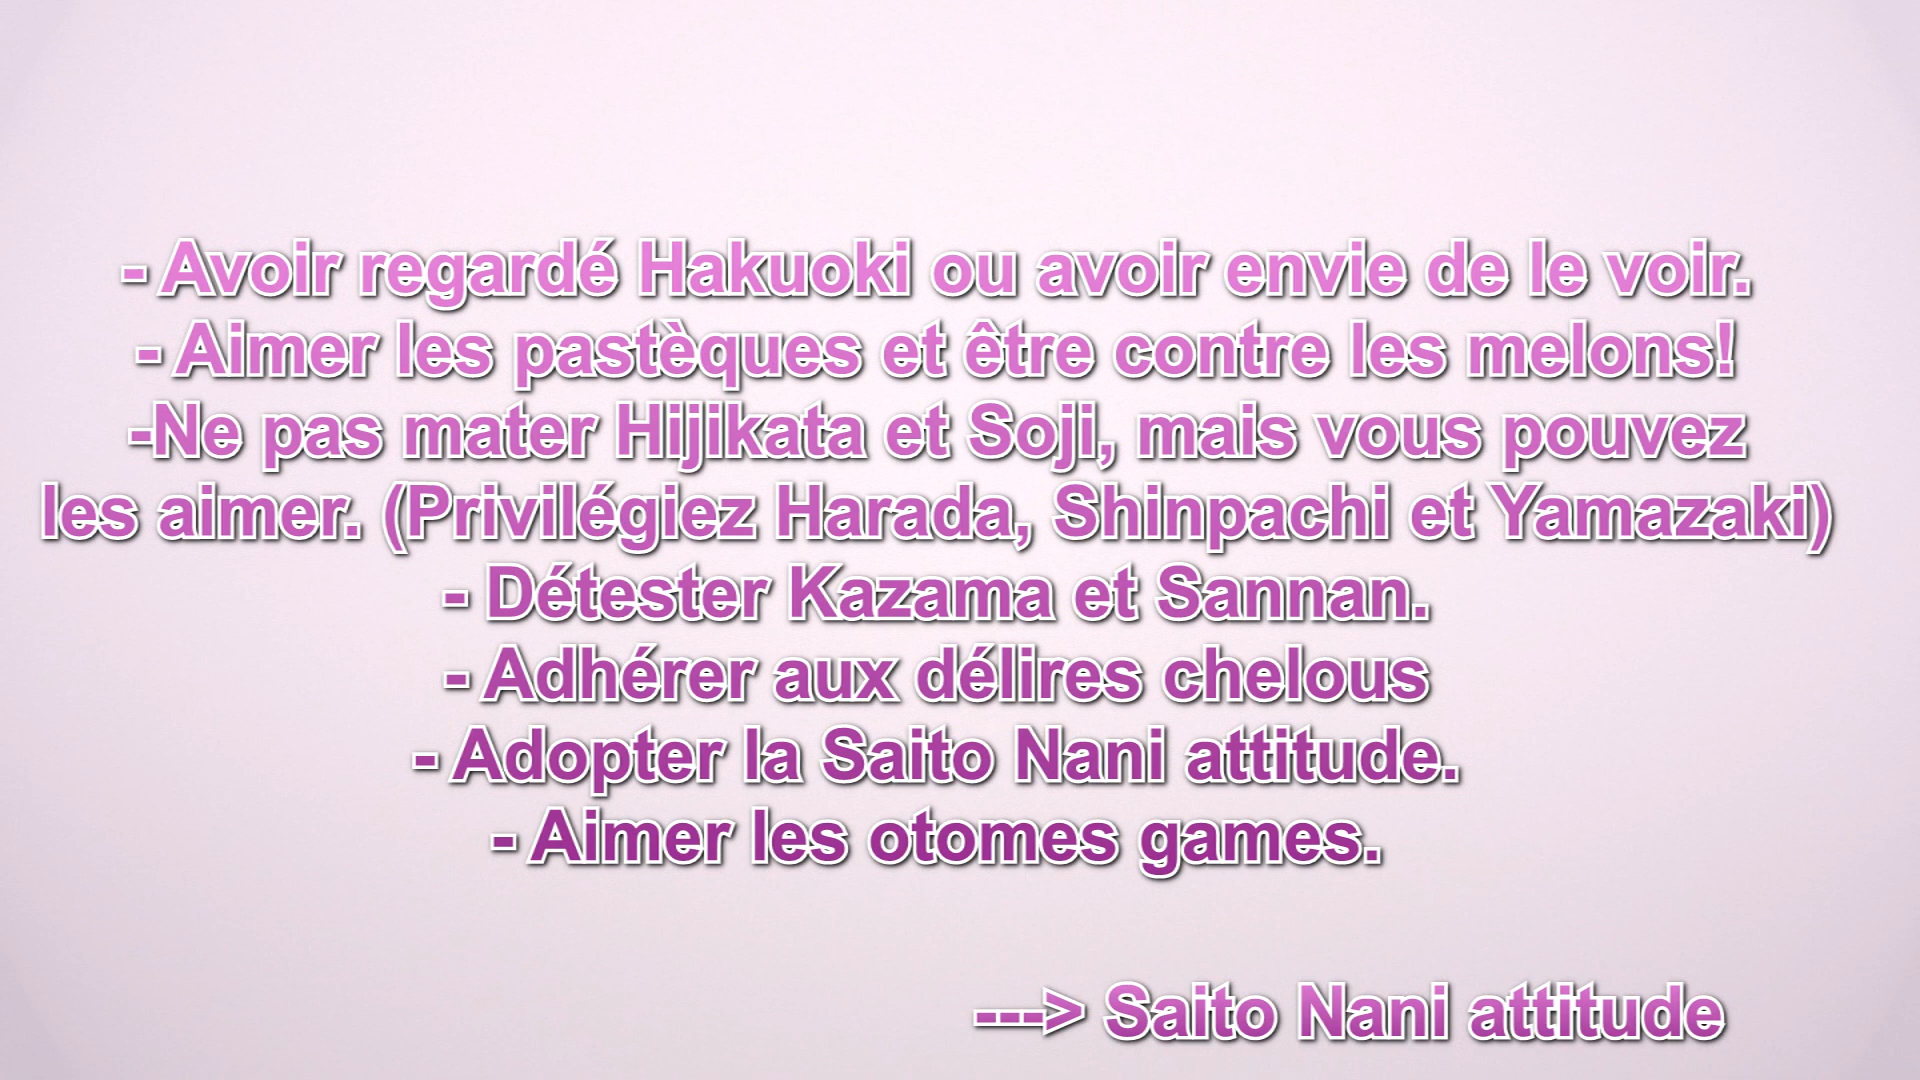 - Avoir regardé Hakuoki ou avoir envie de le voir.
- Aimer les pastèques et être contre les melons!
-Ne pas mater Hijikata et Soji, mais vous pouvez
les aimer. (Privilégiez Harada, Shinpachi et Yamazaki)
- Détester Kazama et Sannan.
- Adhérer aux délires chelous
- Adopter la Saito Nani attitude.
- Aimer les otomes games.
---> Saito Nani attitude